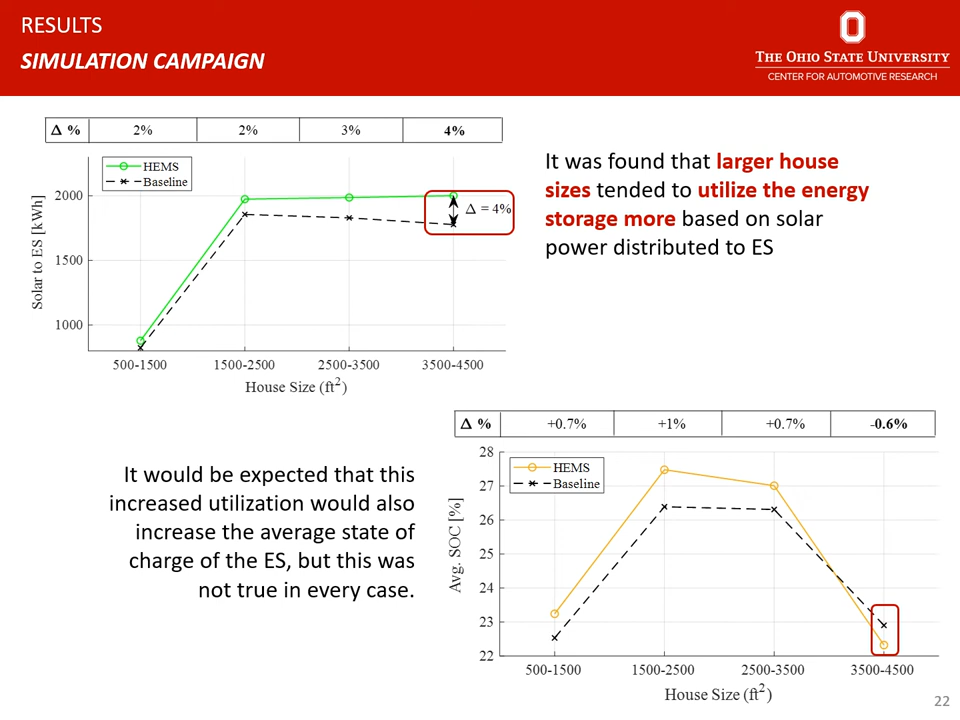 RESULTS
SIMULATION CAMPAIGN
THE OHIO STATE UNIVERSITY
CENTER FOR AUTOMOTIVE RESEARCH
Δ % 2% 2% 3% 4%
HEMS
Baseline
2000
1500
1000
Solar to ES [kWh]
Δ = 4%
500-1500 1500-2500 2500-3500 3500-4500
House Size (ft²)
It was found that larger house
sizes tended to utilize the energy
storage more based on solar
power distributed to ES
Δ % +0.7% +1% +0.7% -0.6%
HEMS
Baseline
28
27
26
25
24
23
22
Avg. SOC [%]
500-1500 1500-2500 2500-3500 3500-4500
House Size (ft²)
It would be expected that this
increased utilization would also
increase the average state of
charge of the ES, but this was
not true in every case.
22